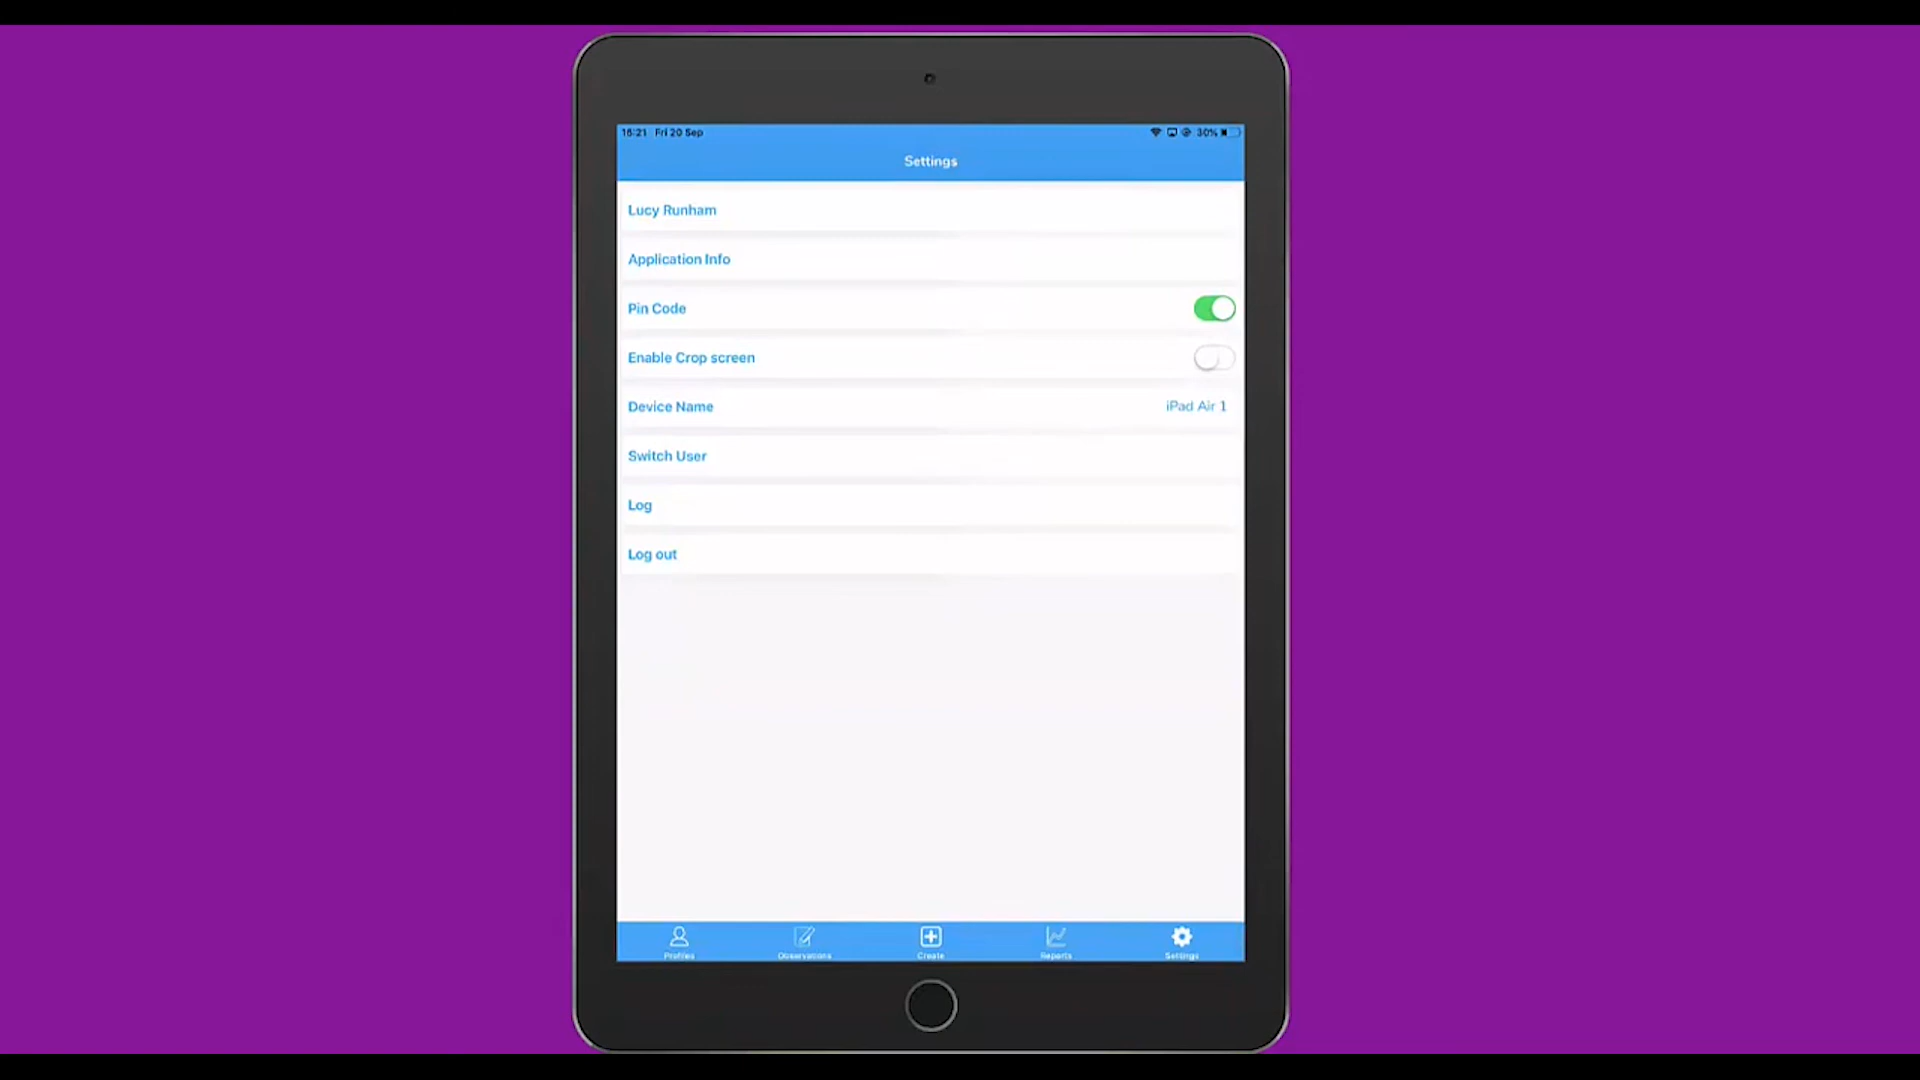 16:21 Fri 20 Sep 30%
Settings
Lucy Runham
Application Info
Pin Code
Enable Crop screen
Device Name iPad Air 1
Switch User
Log
Log out
Profiles Observations Create Reports Settings